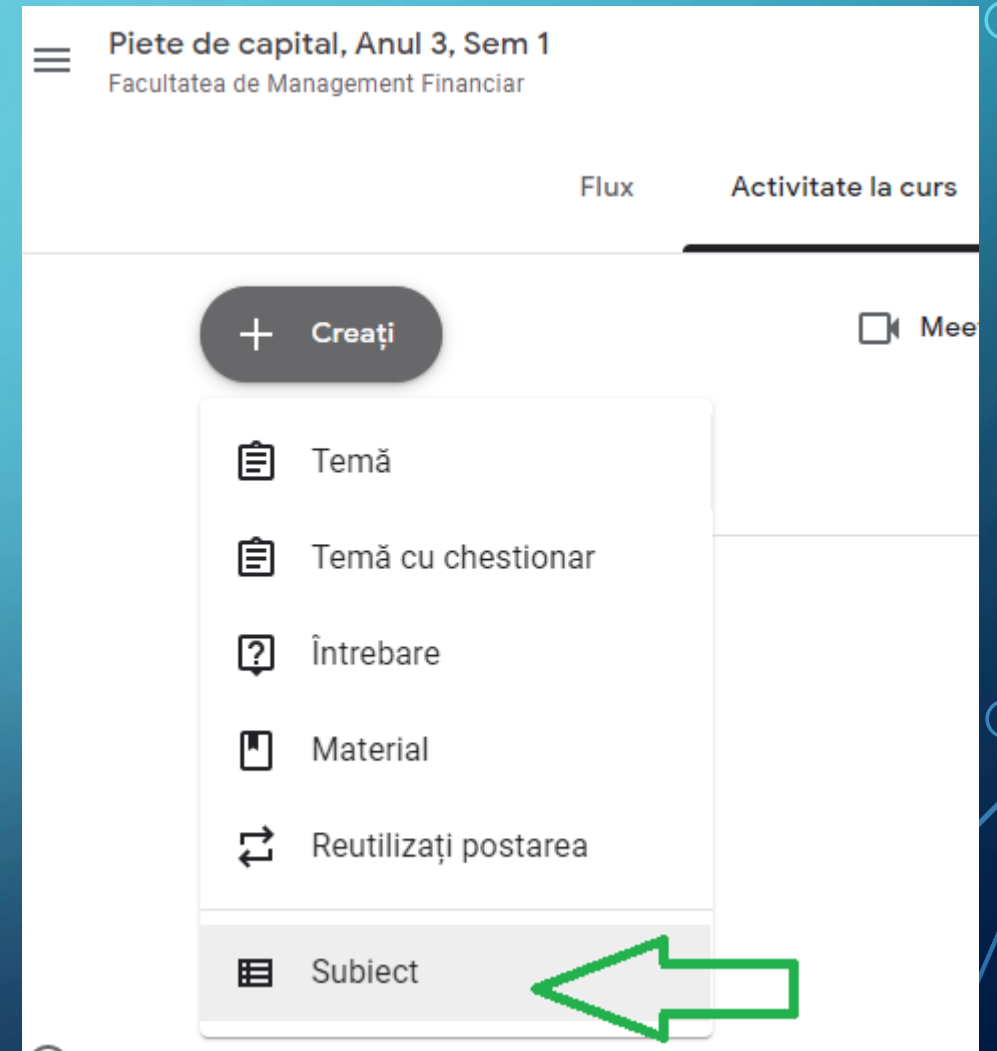 Piete de capital, Anul 3, Sem 1
Facultatea de Management Financiar
Flux Activitate la curs
Creați Mee
Temă
Temă cu chestionar
Întrebare
Material
Reutilizați postarea
Subiect